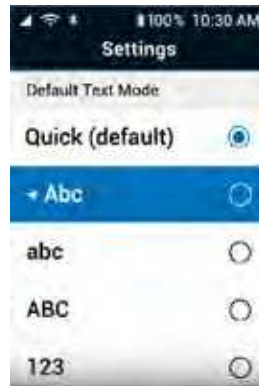 100% 10:30 AM
Settings
Default Text Mode
Quick (default)
Abc
abc
ABC
123